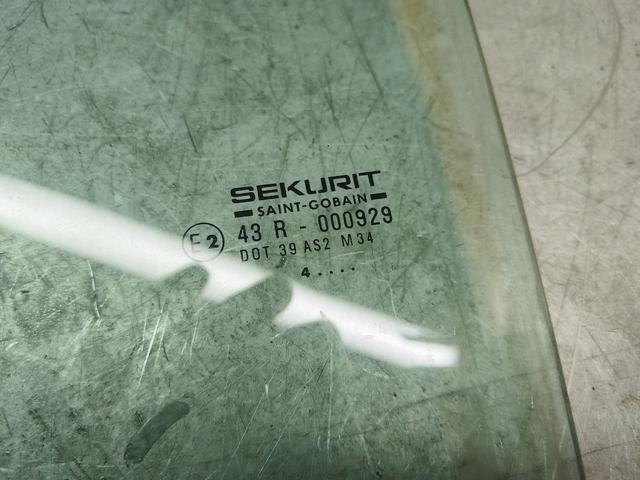 SEKURIT
SAINT-GOBAIN
E2 43 R - 000929
DOT 39 AS2 M34
4....